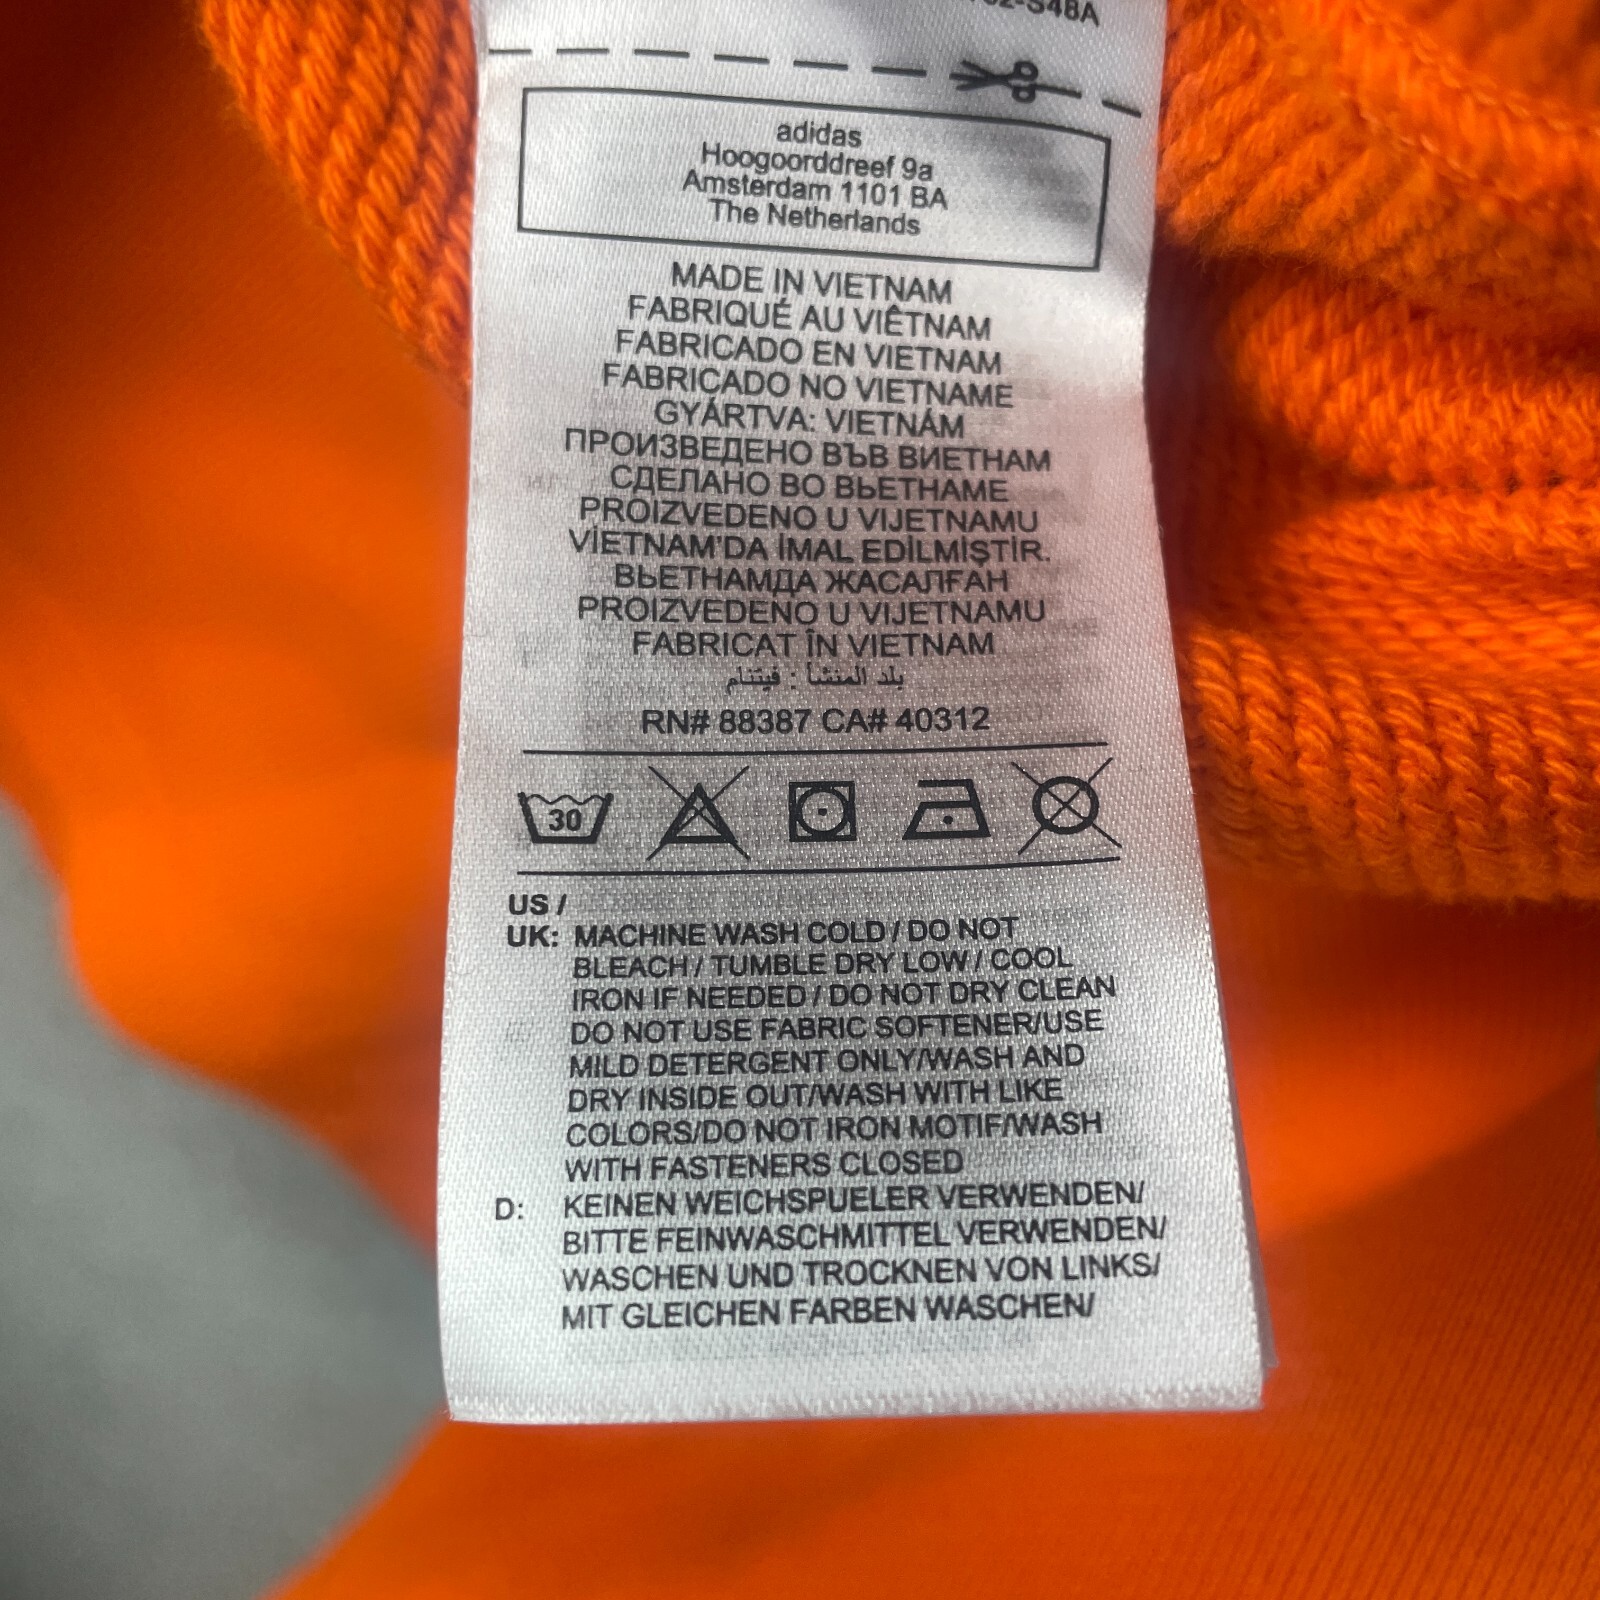 adidas
Hoogoorddreef 9a
Amsterdam 1101 BA
The Netherlands
MADE IN VIETNAM
FABRIQUÉ AU VIÊTNAM
FABRICADO EN VIETNAM
FABRICADO NO VIETNAME
GYÁRTVA: VIETNÁM
ПРОИЗВЕДЕНО ВЪВ ВИЕТНАМ
СДЕЛАНО ВО ВЬЕТНАМЕ
PROIZVEDENO U VIJETNAMU
VİETNAM'DA İMAL EDİLMİŞTİR.
ВЬЕТНАМДА ЖАСАЛҒАН
PROIZVEDENO U VIJETNAMU
FABRICAT ÎN VIETNAM
بلد المنشأ : فيتنام
RN# 88387 CA# 40312
30
US /
UK: MACHINE WASH COLD / DO NOT
BLEACH / TUMBLE DRY LOW / COOL
IRON IF NEEDED / DO NOT DRY CLEAN
DO NOT USE FABRIC SOFTENER/USE
MILD DETERGENT ONLY/WASH AND
DRY INSIDE OUT/WASH WITH LIKE
COLORS/DO NOT IRON MOTIF/WASH
WITH FASTENERS CLOSED
D: KEINEN WEICHSPUELER VERWENDEN/
BITTE FEINWASCHMITTEL VERWENDEN/
WASCHEN UND TROCKNEN VON LINKS/
MIT GLEICHEN FARBEN WASCHEN/